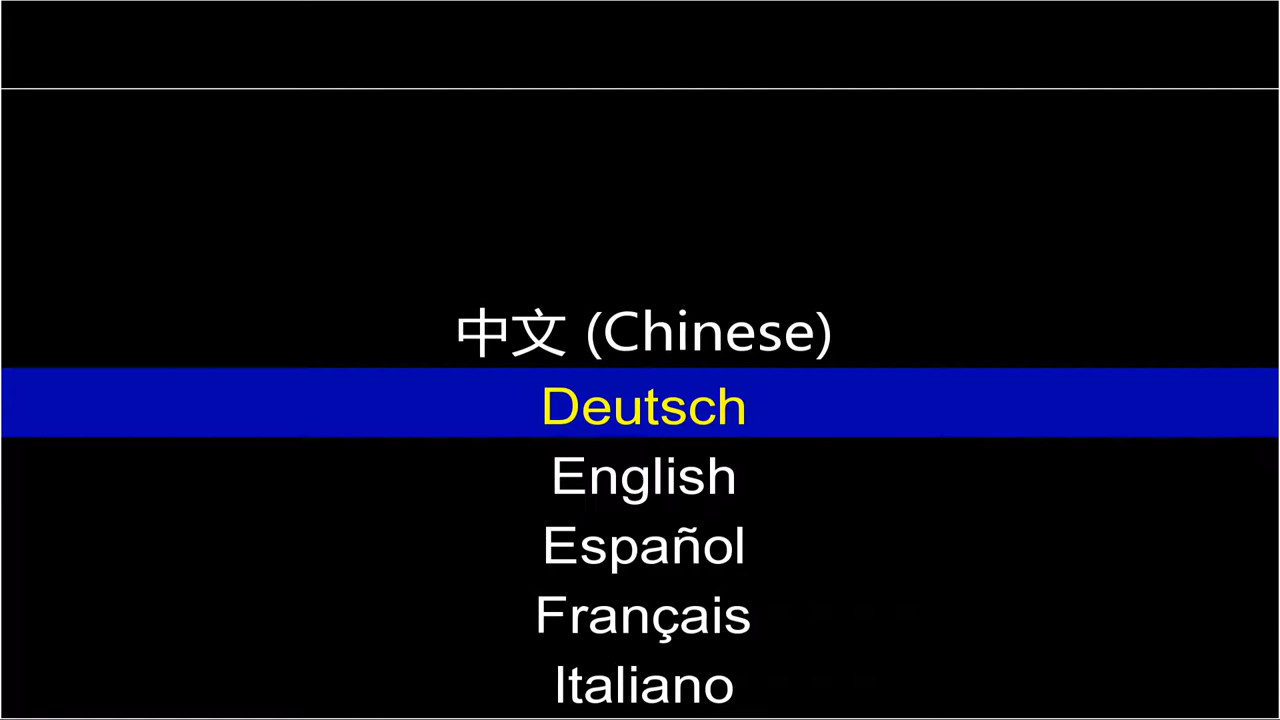 中文 (Chinese)
Deutsch
English
Español
Français
Italiano